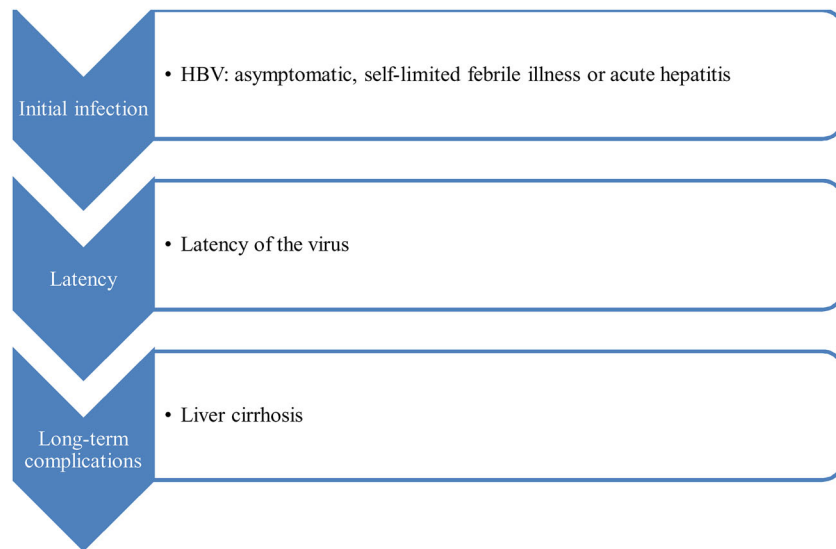 Initial infection
• HBV: asymptomatic, self-limited febrile illness or acute hepatitis
Latency
• Latency of the virus
Long-term
complications
• Liver cirrhosis